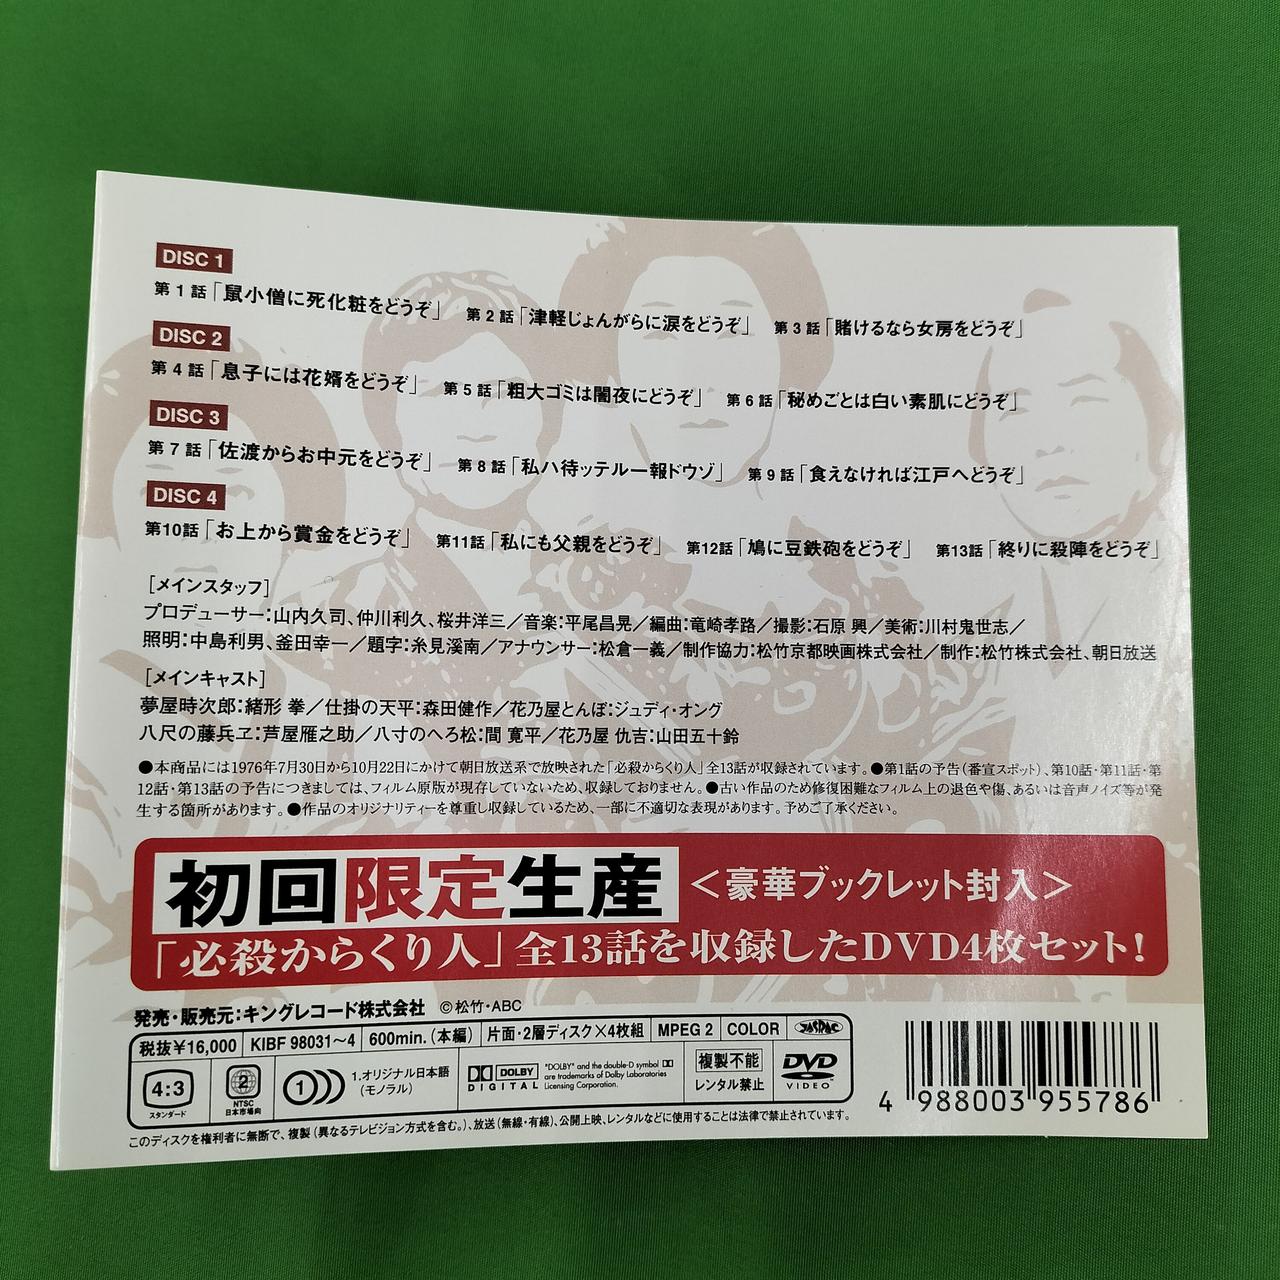 DISC 1
第1話「鼠小僧に死化粧をどうぞ」 第2話「津軽じょんがらに涙をどうぞ」 第3話「賭けるなら女房をどうぞ」
DISC 2
第4話「息子には花婿をどうぞ」 第5話「粗大ゴミは闇夜にどうぞ」 第6話「秘めごとは白い素肌にどうぞ」
DISC 3
第7話「佐渡からお中元をどうぞ」 第8話「私ハ待ッテル一報ドウゾ」 第9話「食えなければ江戸へどうぞ」
DISC 4
第10話「お上から賞金をどうぞ」 第11話「私にも父親をどうぞ」 第12話「鳩に豆鉄砲をどうぞ」 第13話「終りに殺陣をどうぞ」
[メインスタッフ]
プロデューサー:山内久司、仲川利久、桜井洋三／音楽:平尾昌晃／編曲:竜崎孝路／撮影:石原 興／美術:川村鬼世志／
照明:中島利男、釜田幸一／題字:糸見溪南／アナウンサー:松倉一義／制作協力:松竹京都映画株式会社／制作:松竹株式会社、朝日放送
[メインキャスト]
夢屋時次郎:緒形 拳／仕掛の天平:森田健作／花乃屋とんぼ:ジュディ・オング
八尺の藤兵ヱ:芦屋雁之助／八寸のへろ松:間 寛平／花乃屋 仇吉:山田五十鈴
●本商品には1976年7月30日から10月22日にかけて朝日放送系で放映された「必殺からくり人」全13話が収録されています。●第1話の予告(番宣スポット)、第10話・第11話・第
12話・第13話の予告につきましては、フィルム原版が現存していないため、収録しておりません。●古い作品のため修復困難なフィルム上の退色や傷、あるいは音声ノイズ等が発
生する箇所があります。●作品のオリジナリティーを尊重し収録しているため、一部に不適切な表現があります。予めご了承ください。
初回限定生産 ＜豪華ブックレット封入＞
「必殺からくり人」全13話を収録したDVD4枚セット!
発売・販売元:キングレコード株式会社 ©松竹・ABC
税抜¥16,000 KIBF 98031〜4 600min.(本編) 片面・2層ディスク×4枚組 MPEG 2 COLOR JASRAC
4:3 スタンダード 2 NTSC 日本市場向 1 1.オリジナル日本語 (モノラル) DOLBY DIGITAL "DOLBY" and the double-D symbol are trademarks of Dolby Laboratories Licensing Corporation. 複製不能 レンタル禁止 DVD VIDEO
このディスクを権利者に無断で、複製(異なるテレビジョン方式を含む。)、放送(無線・有線)、公開上映、レンタルなどに使用することは法律で禁止されています。
4 988003 955786